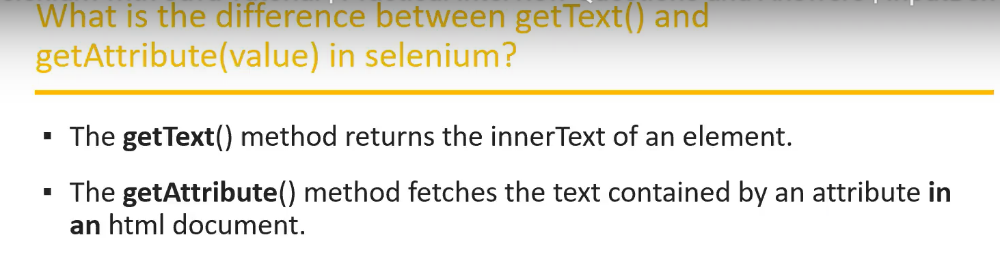 What is the difference between getText() and
getAttribute(value) in selenium?
▪ The getText() method returns the innerText of an element.
▪ The getAttribute() method fetches the text contained by an attribute in
an html document.